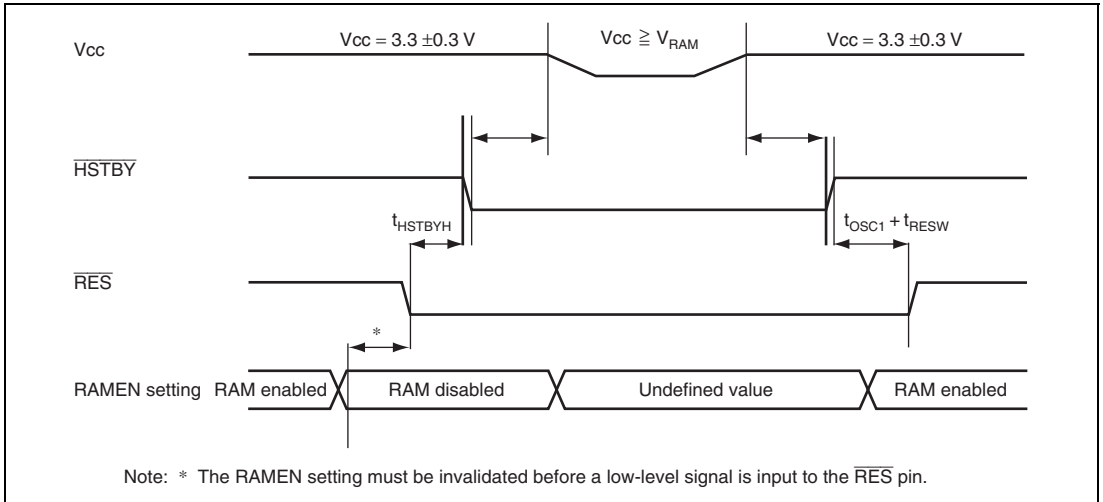 Vcc
Vcc = 3.3 ±0.3 V
Vcc ≧ VRAM
Vcc = 3.3 ±0.3 V
HSTBY
tHSTBYH
tOSC1 + tRESW
RES
*
RAMEN setting
RAM enabled
RAM disabled
Undefined value
RAM enabled
Note: * The RAMEN setting must be invalidated before a low-level signal is input to the RES pin.